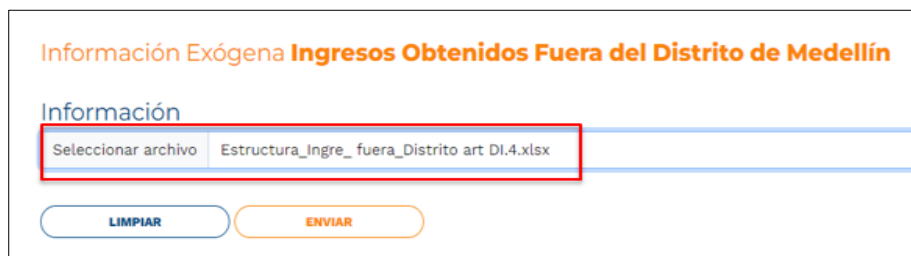 Información Exógena Ingresos Obtenidos Fuera del Distrito de Medellín
Información
Seleccionar archivo Estructura_Ingre_ fuera_Distrito art DI.4.xlsx
LIMPIAR ENVIAR